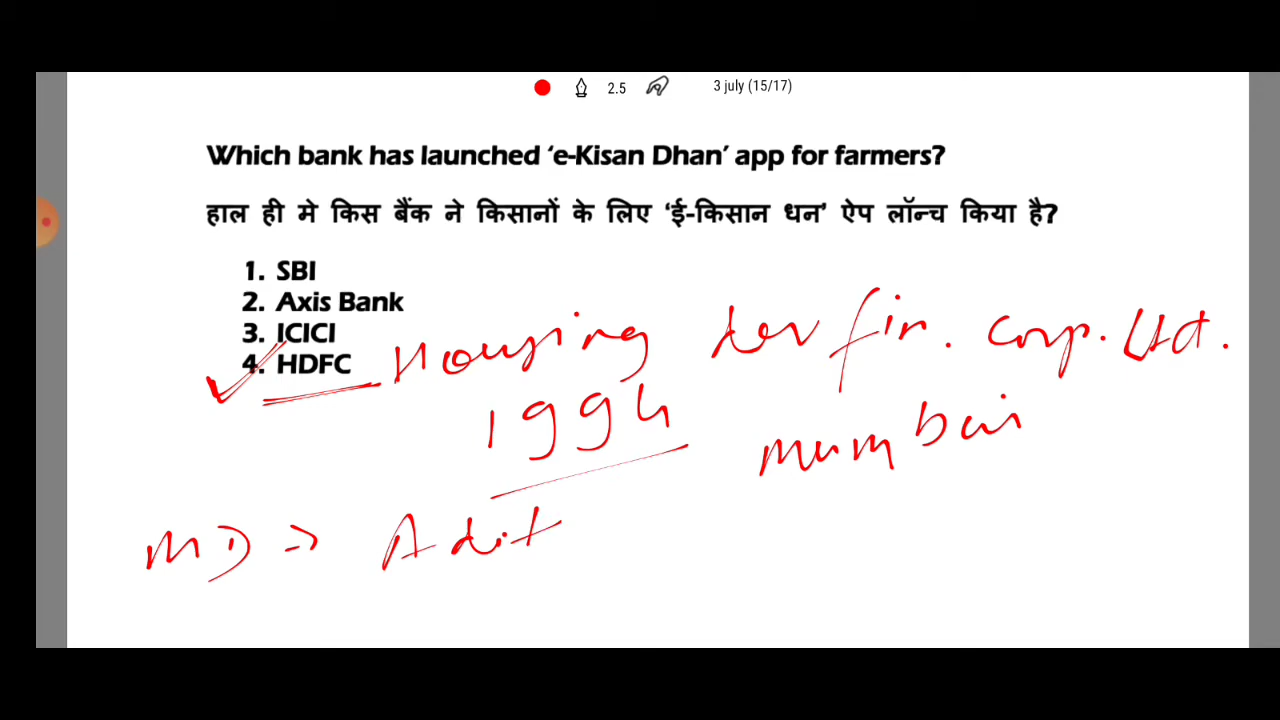 2.5 3 july (15/17)
Which bank has launched ‘e-Kisan Dhan’ app for farmers?
हाल ही मे किस बैंक ने किसानों के लिए ‘ई-किसान धन’ ऐप लॉन्च किया है?
1. SBI
2. Axis Bank
3. ICICI
4. HDFC Housing dev fin. Corp. Ltd.
1994 mumbai
MD => Adit